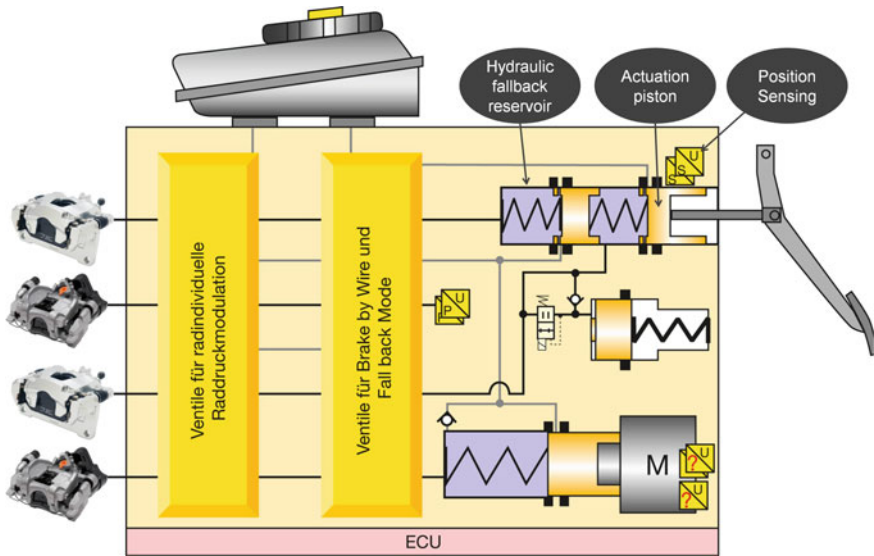 Hydraulic
fallback
reservoir
Actuation
piston
Position
Sensing
U
S
S
Ventile für radindividuelle
Raddruckmodulation
Ventile für Brake by Wire und
Fall back Mode
U
P
M
? U
? U
ECU